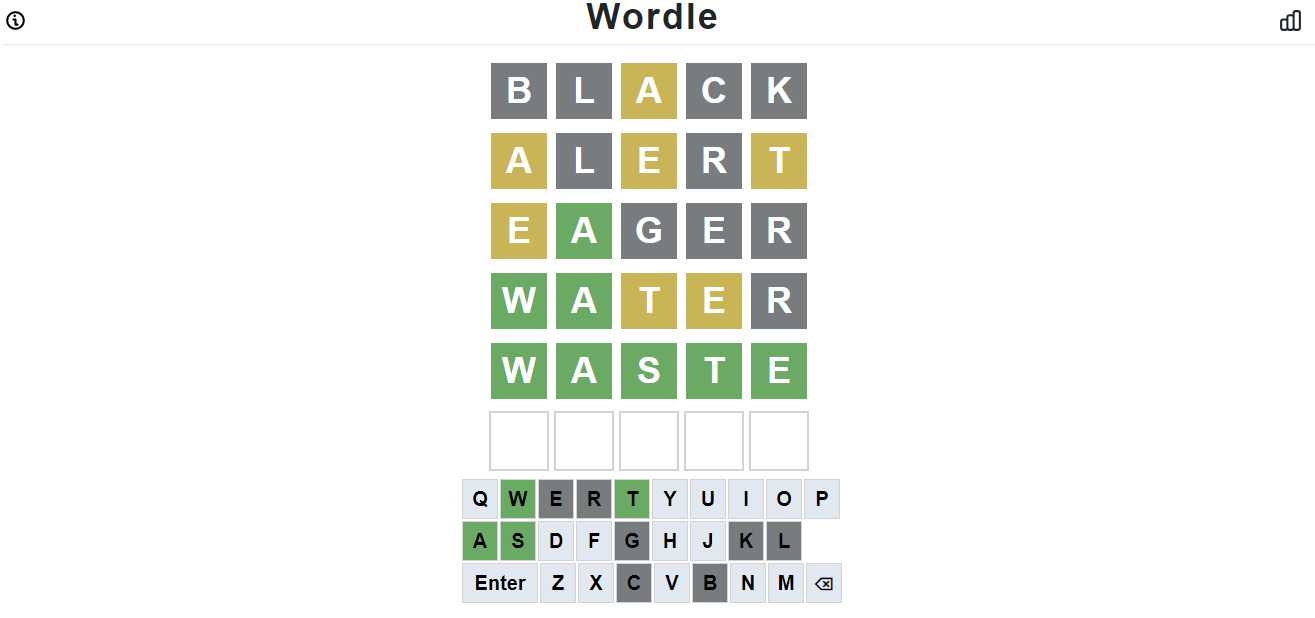 Wordle
B L A C K
A L E R T
E A G E R
W A T E R
W A S T E
Q W E R T Y U I O P
A S D F G H J K L
Enter Z X C V B N M